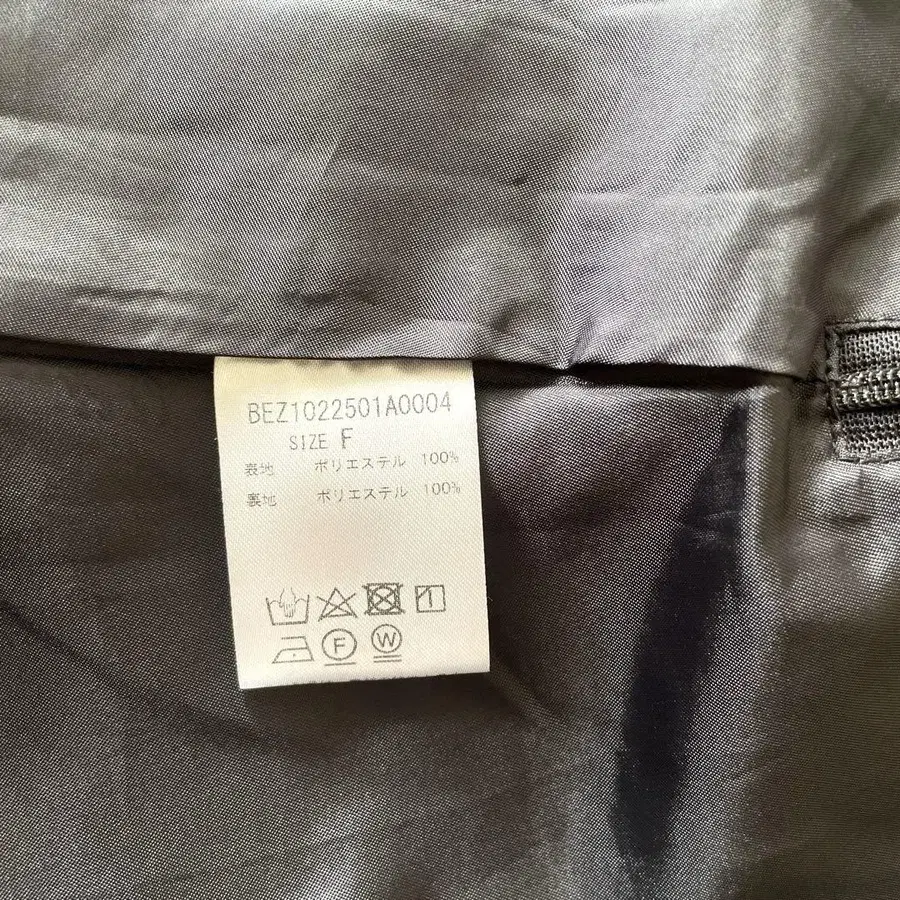 BEZ1022501A0004
SIZE F
表地 ポリエステル 100%
裏地 ポリエステル 100%
F W